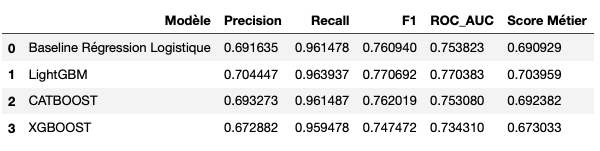 Modèle Precision Recall F1 ROC_AUC Score Métier
0 Baseline Régression Logistique 0.691635 0.961478 0.760940 0.753823 0.690929
1 LightGBM 0.704447 0.963937 0.770692 0.770383 0.703959
2 CATBOOST 0.693273 0.961487 0.762019 0.753080 0.692382
3 XGBOOST 0.672882 0.959478 0.747472 0.734310 0.673033